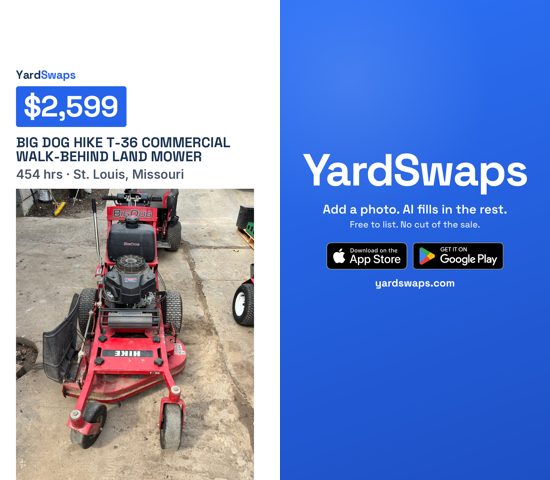 YardSwaps
$2,599
BIG DOG HIKE T-36 COMMERCIAL
WALK-BEHIND LAND MOWER
454 hrs · St. Louis, Missouri
BIGDOG
BIGDOG
HIKE
YardSwaps
Add a photo. AI fills in the rest.
Free to list. No cut of the sale.
Download on the
App Store
GET IT ON
Google Play
yardswaps.com